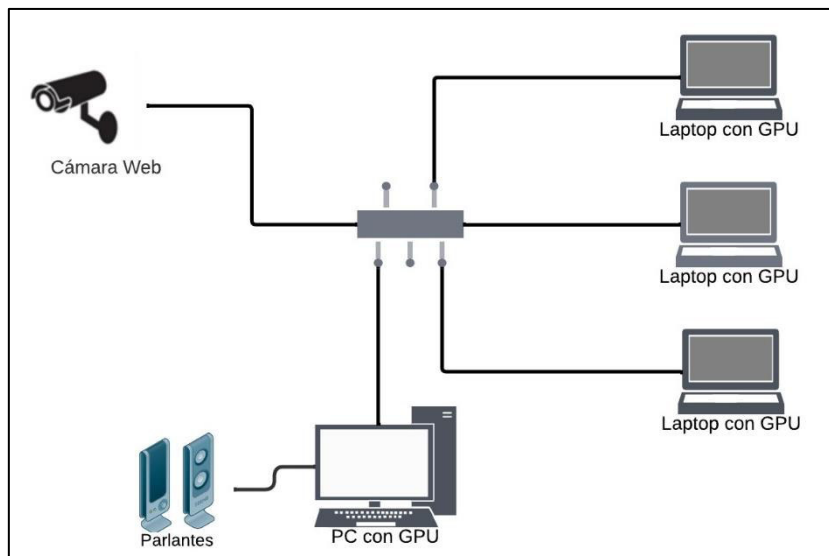 Laptop con GPU
Cámara Web
Laptop con GPU
Laptop con GPU
Parlantes
PC con GPU